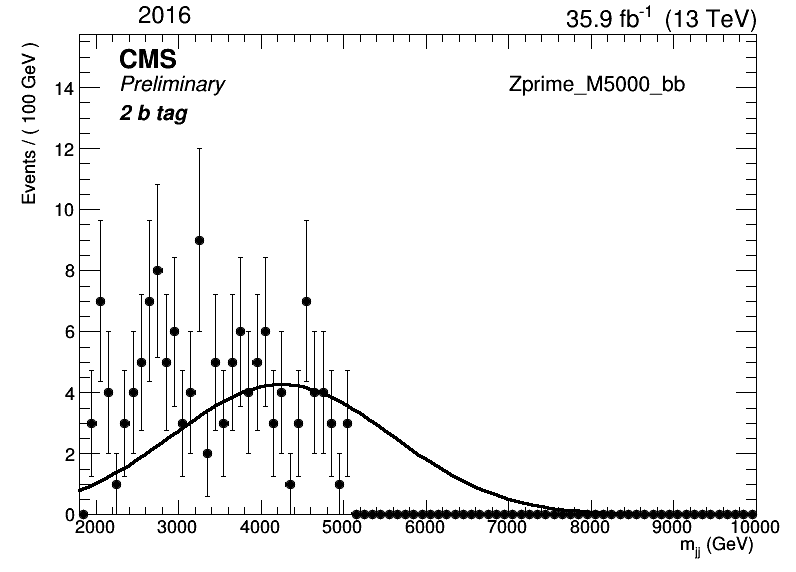 2016
35.9 fb⁻¹ (13 TeV)
CMS
Preliminary
2 b tag
Zprime_M5000_bb
Events / ( 100 GeV )
14
12
10
8
6
4
2
0
2000 3000 4000 5000 6000 7000 8000 9000 10000
m_jj (GeV)